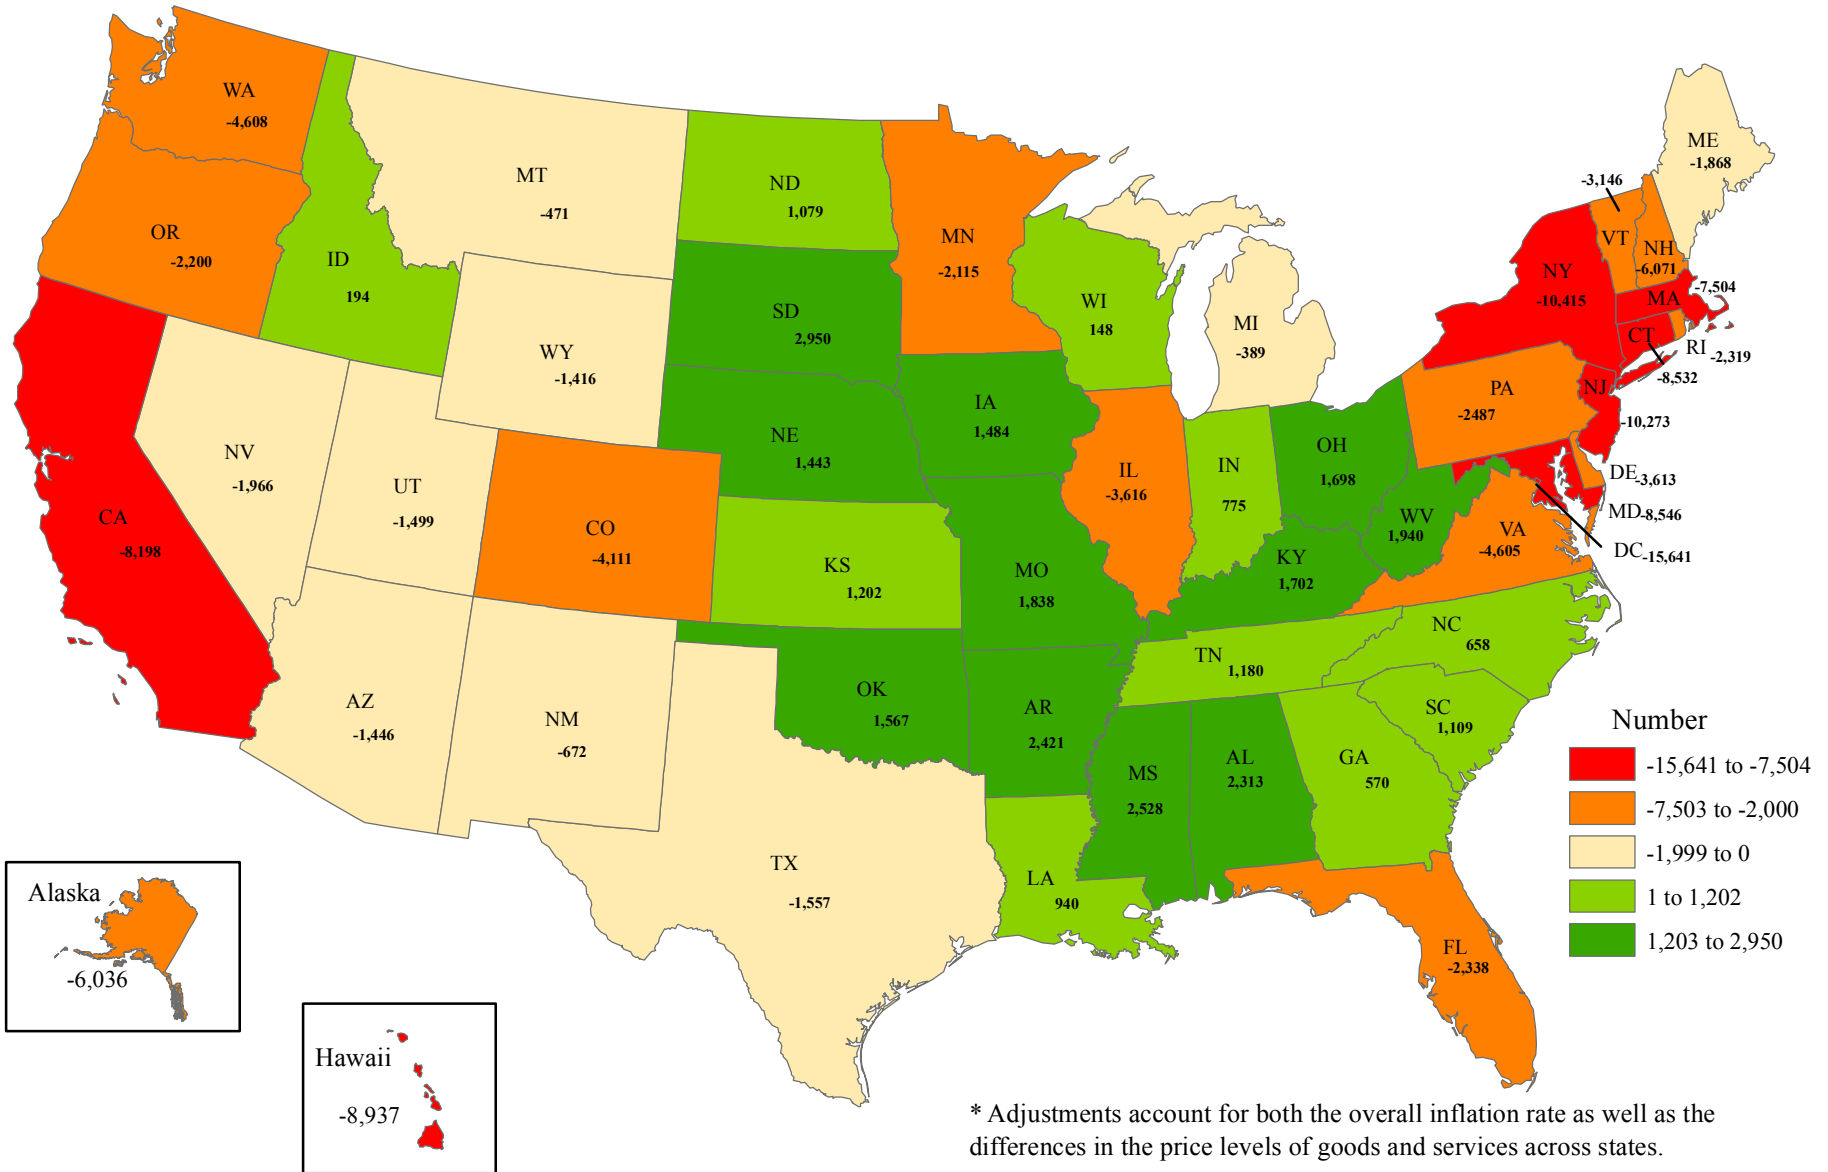 WA
-4,608
OR
-2,200
CA
-8,198
ID
194
NV
-1,966
MT
-471
WY
-1,416
UT
-1,499
CO
-4,111
AZ
-1,446
NM
-672
ND
1,079
SD
2,950
NE
1,443
KS
1,202
OK
1,567
TX
-1,557
MN
-2,115
IA
1,484
MO
1,838
AR
2,421
LA
940
WI
148
IL
-3,616
MI
-389
IN
775
OH
1,698
KY
1,702
WV
1,940
TN
1,180
MS
2,528
AL
2,313
GA
570
FL
-2,338
SC
1,109
NC
658
VA
-4,605
PA
-2487
NY
-10,415
ME
-1,868
-3,146
VT
NH
-6,071
MA
-7,504
CT
-8,532
RI
-2,319
NJ
-10,273
DE
-3,613
MD
-8,546
DC
-15,641
Alaska
-6,036
Hawaii
-8,937
Number
-15,641 to -7,504
-7,503 to -2,000
-1,999 to 0
1 to 1,202
1,203 to 2,950
* Adjustments account for both the overall inflation rate as well as the
differences in the price levels of goods and services across states.